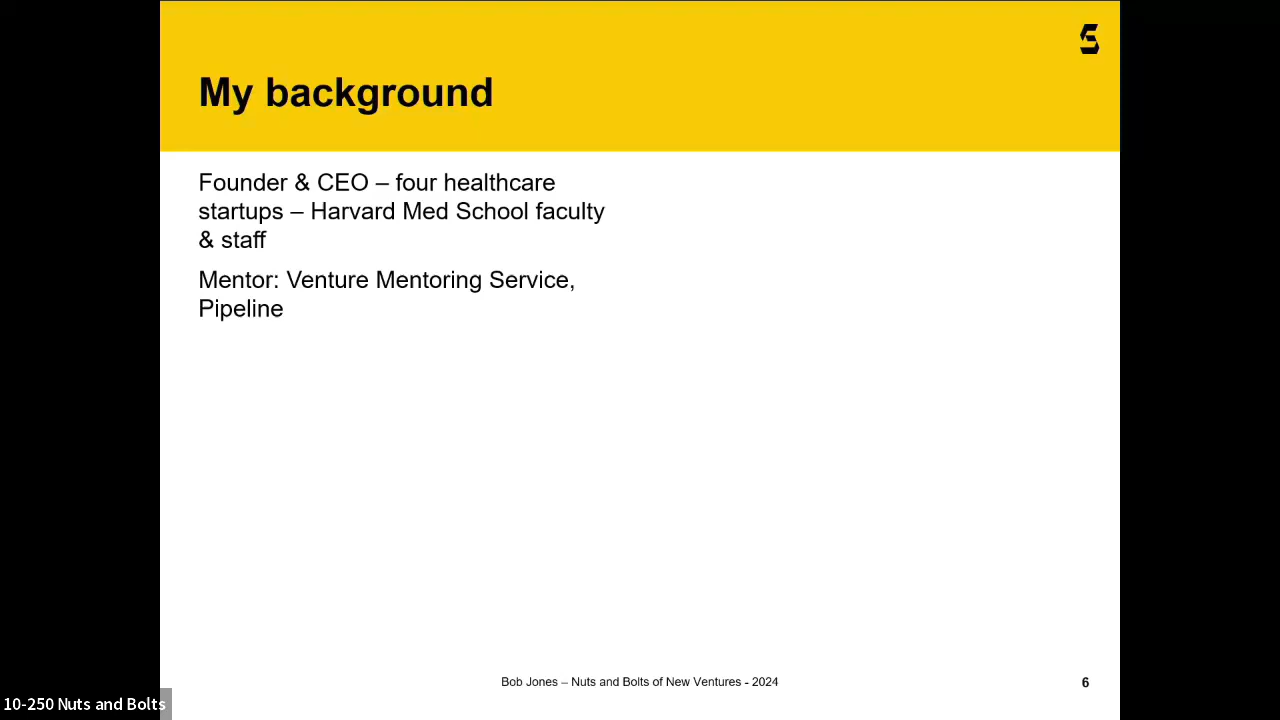 My background
Founder & CEO – four healthcare
startups – Harvard Med School faculty
& staff
Mentor: Venture Mentoring Service,
Pipeline
Bob Jones – Nuts and Bolts of New Ventures - 2024
6
10-250 Nuts and Bolts